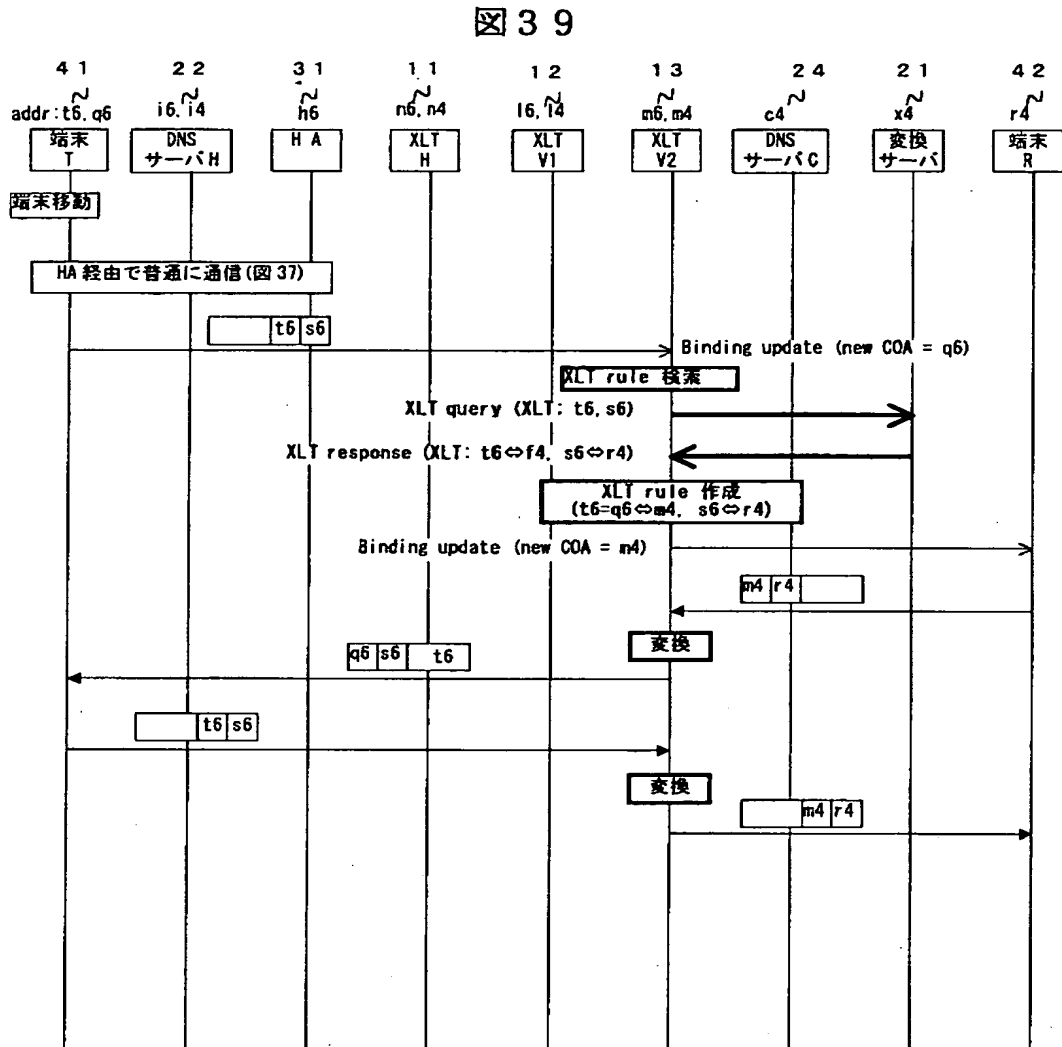 図39
41 22 31 11 12 13 24 21 42
addr:t6,q6 i6,i4 h6 n6,n4 l6,l4 m6,m4 c4 x4 r4
端末 DNS HA XLT XLT XLT DNS 変換 端末
T サーバH H V1 V2 サーバC サーバ R
端末移動
HA 経由で普通に通信(図37)
t6 s6
Binding update (new COA = q6)
XLT rule 検索
XLT query (XLT: t6,s6)
XLT response (XLT: t6⇔f4, s6⇔r4)
XLT rule 作成
(t6=q6⇔m4, s6⇔r4)
Binding update (new COA = m4)
m4 r4
変換
q6 s6 t6
t6 s6
変換
m4 r4